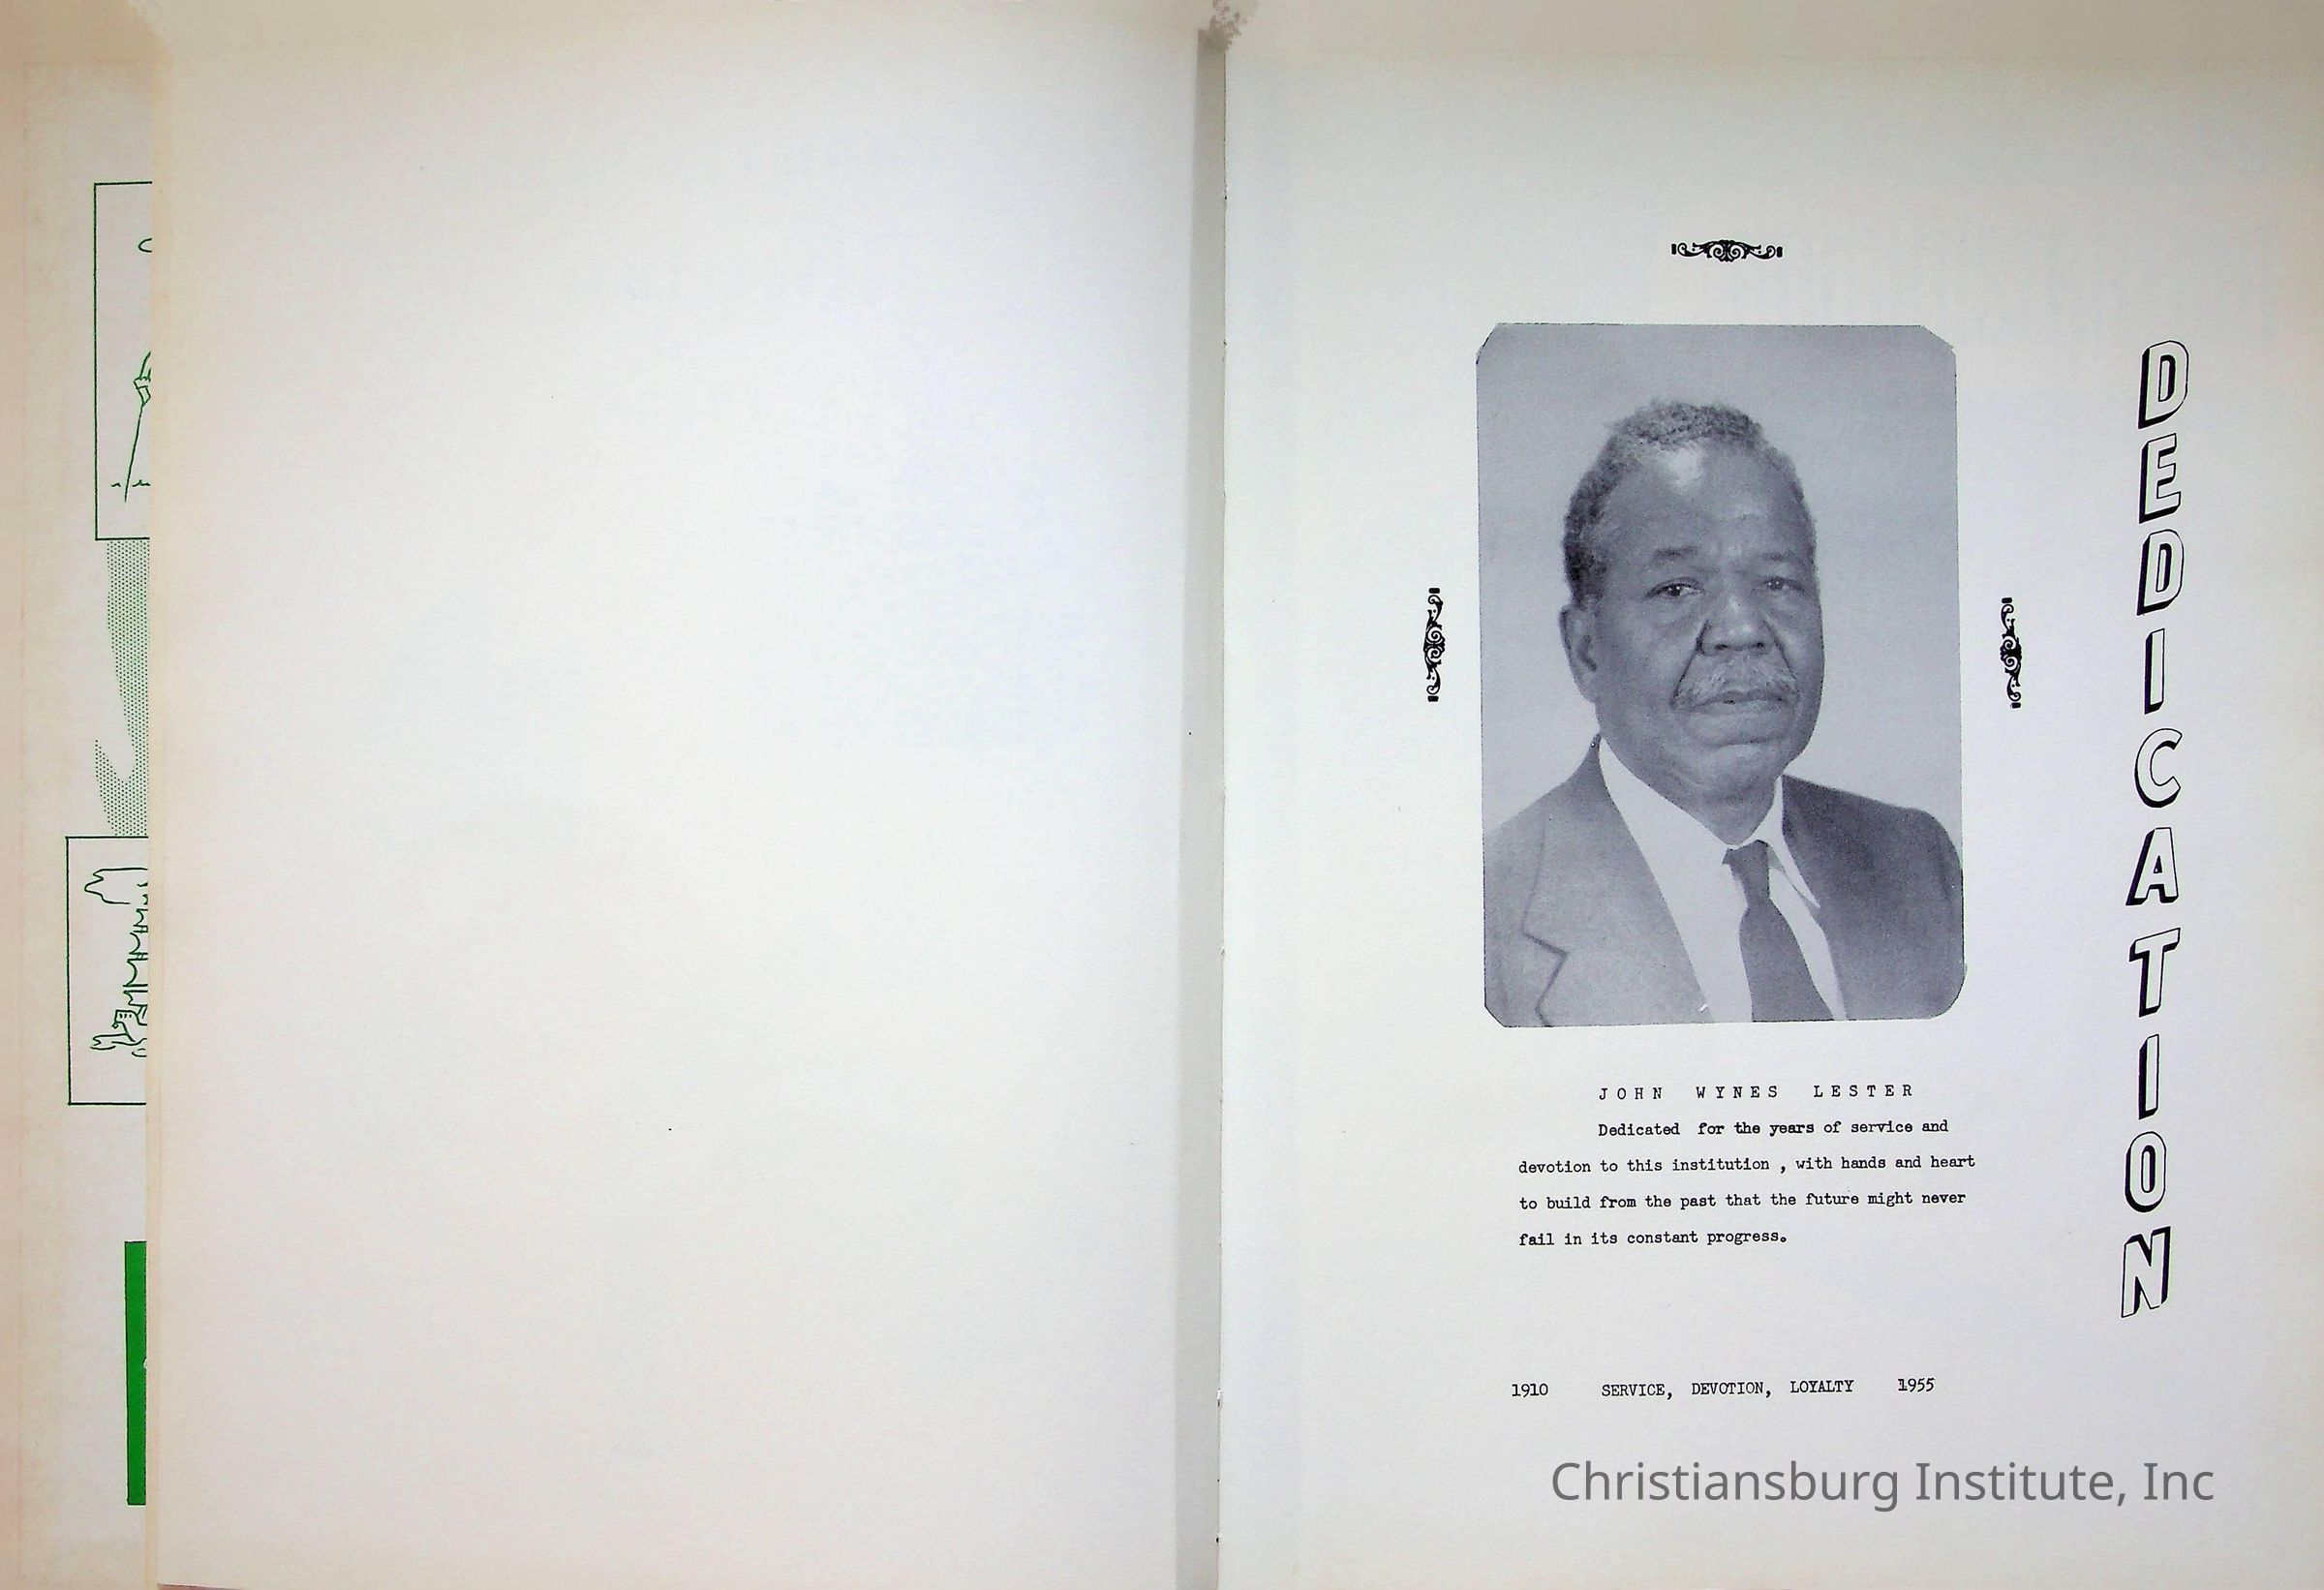 DEDICATION
JOHN WYNES LESTER
Dedicated for the years of service and
devotion to this institution , with hands and heart
to build from the past that the future might never
fail in its constant progress.
1910 SERVICE, DEVOTION, LOYALTY 1955
Christiansburg Institute, Inc